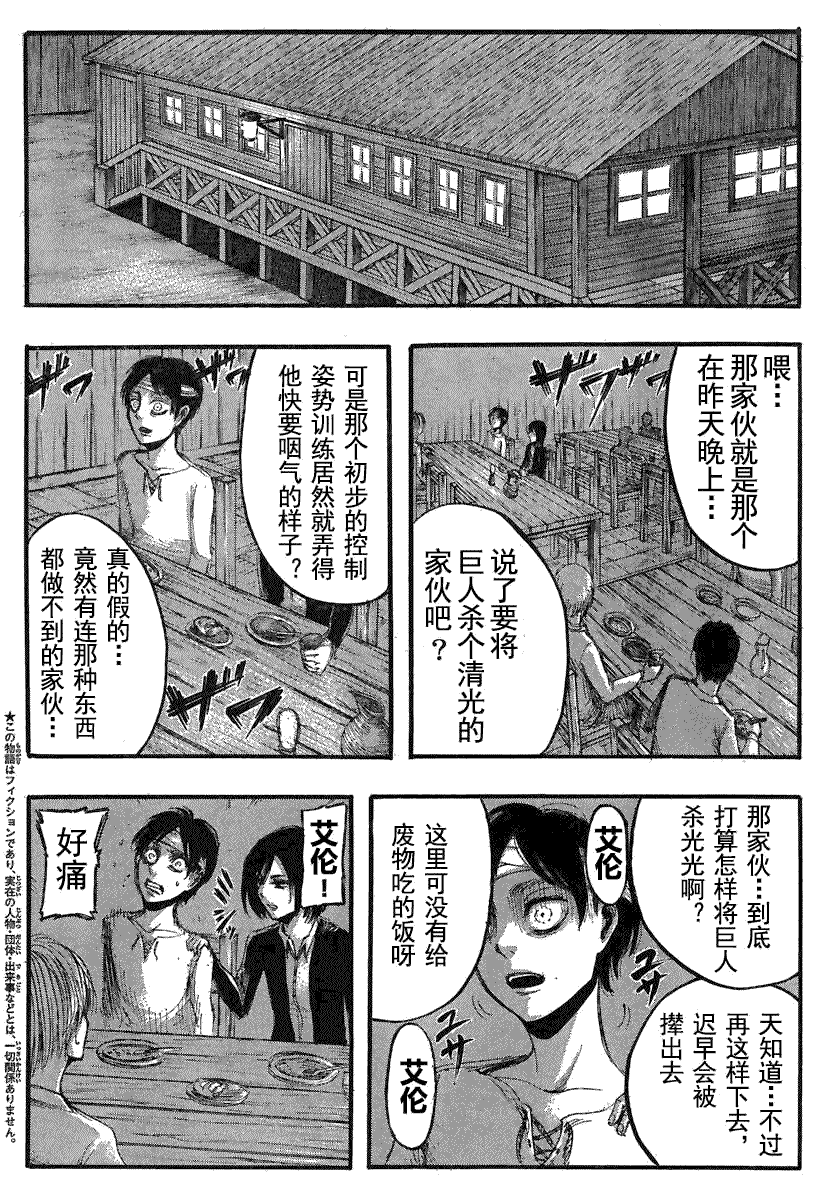 喂…
那家伙就是那个
在昨天晚上…
说了要将
巨人杀个清光的
家伙吧？
ザッ
ザッ
可是那个初步的控制
姿势训练居然就弄得
他快要咽气的样子？
真的假的…
竟然有连那种东西
都做不到的家伙…
那家伙…到底
打算怎样将巨人
杀光光啊？
天知道…不过
再这样下去，
迟早会被
撵出去
艾伦
这里可没有给
废物吃的饭呀
ユサ
ユサ
艾伦
艾伦！
好痛
★この物語はフィクションであり、実在の人物・団体・出来事などとは、一切関係ありません。